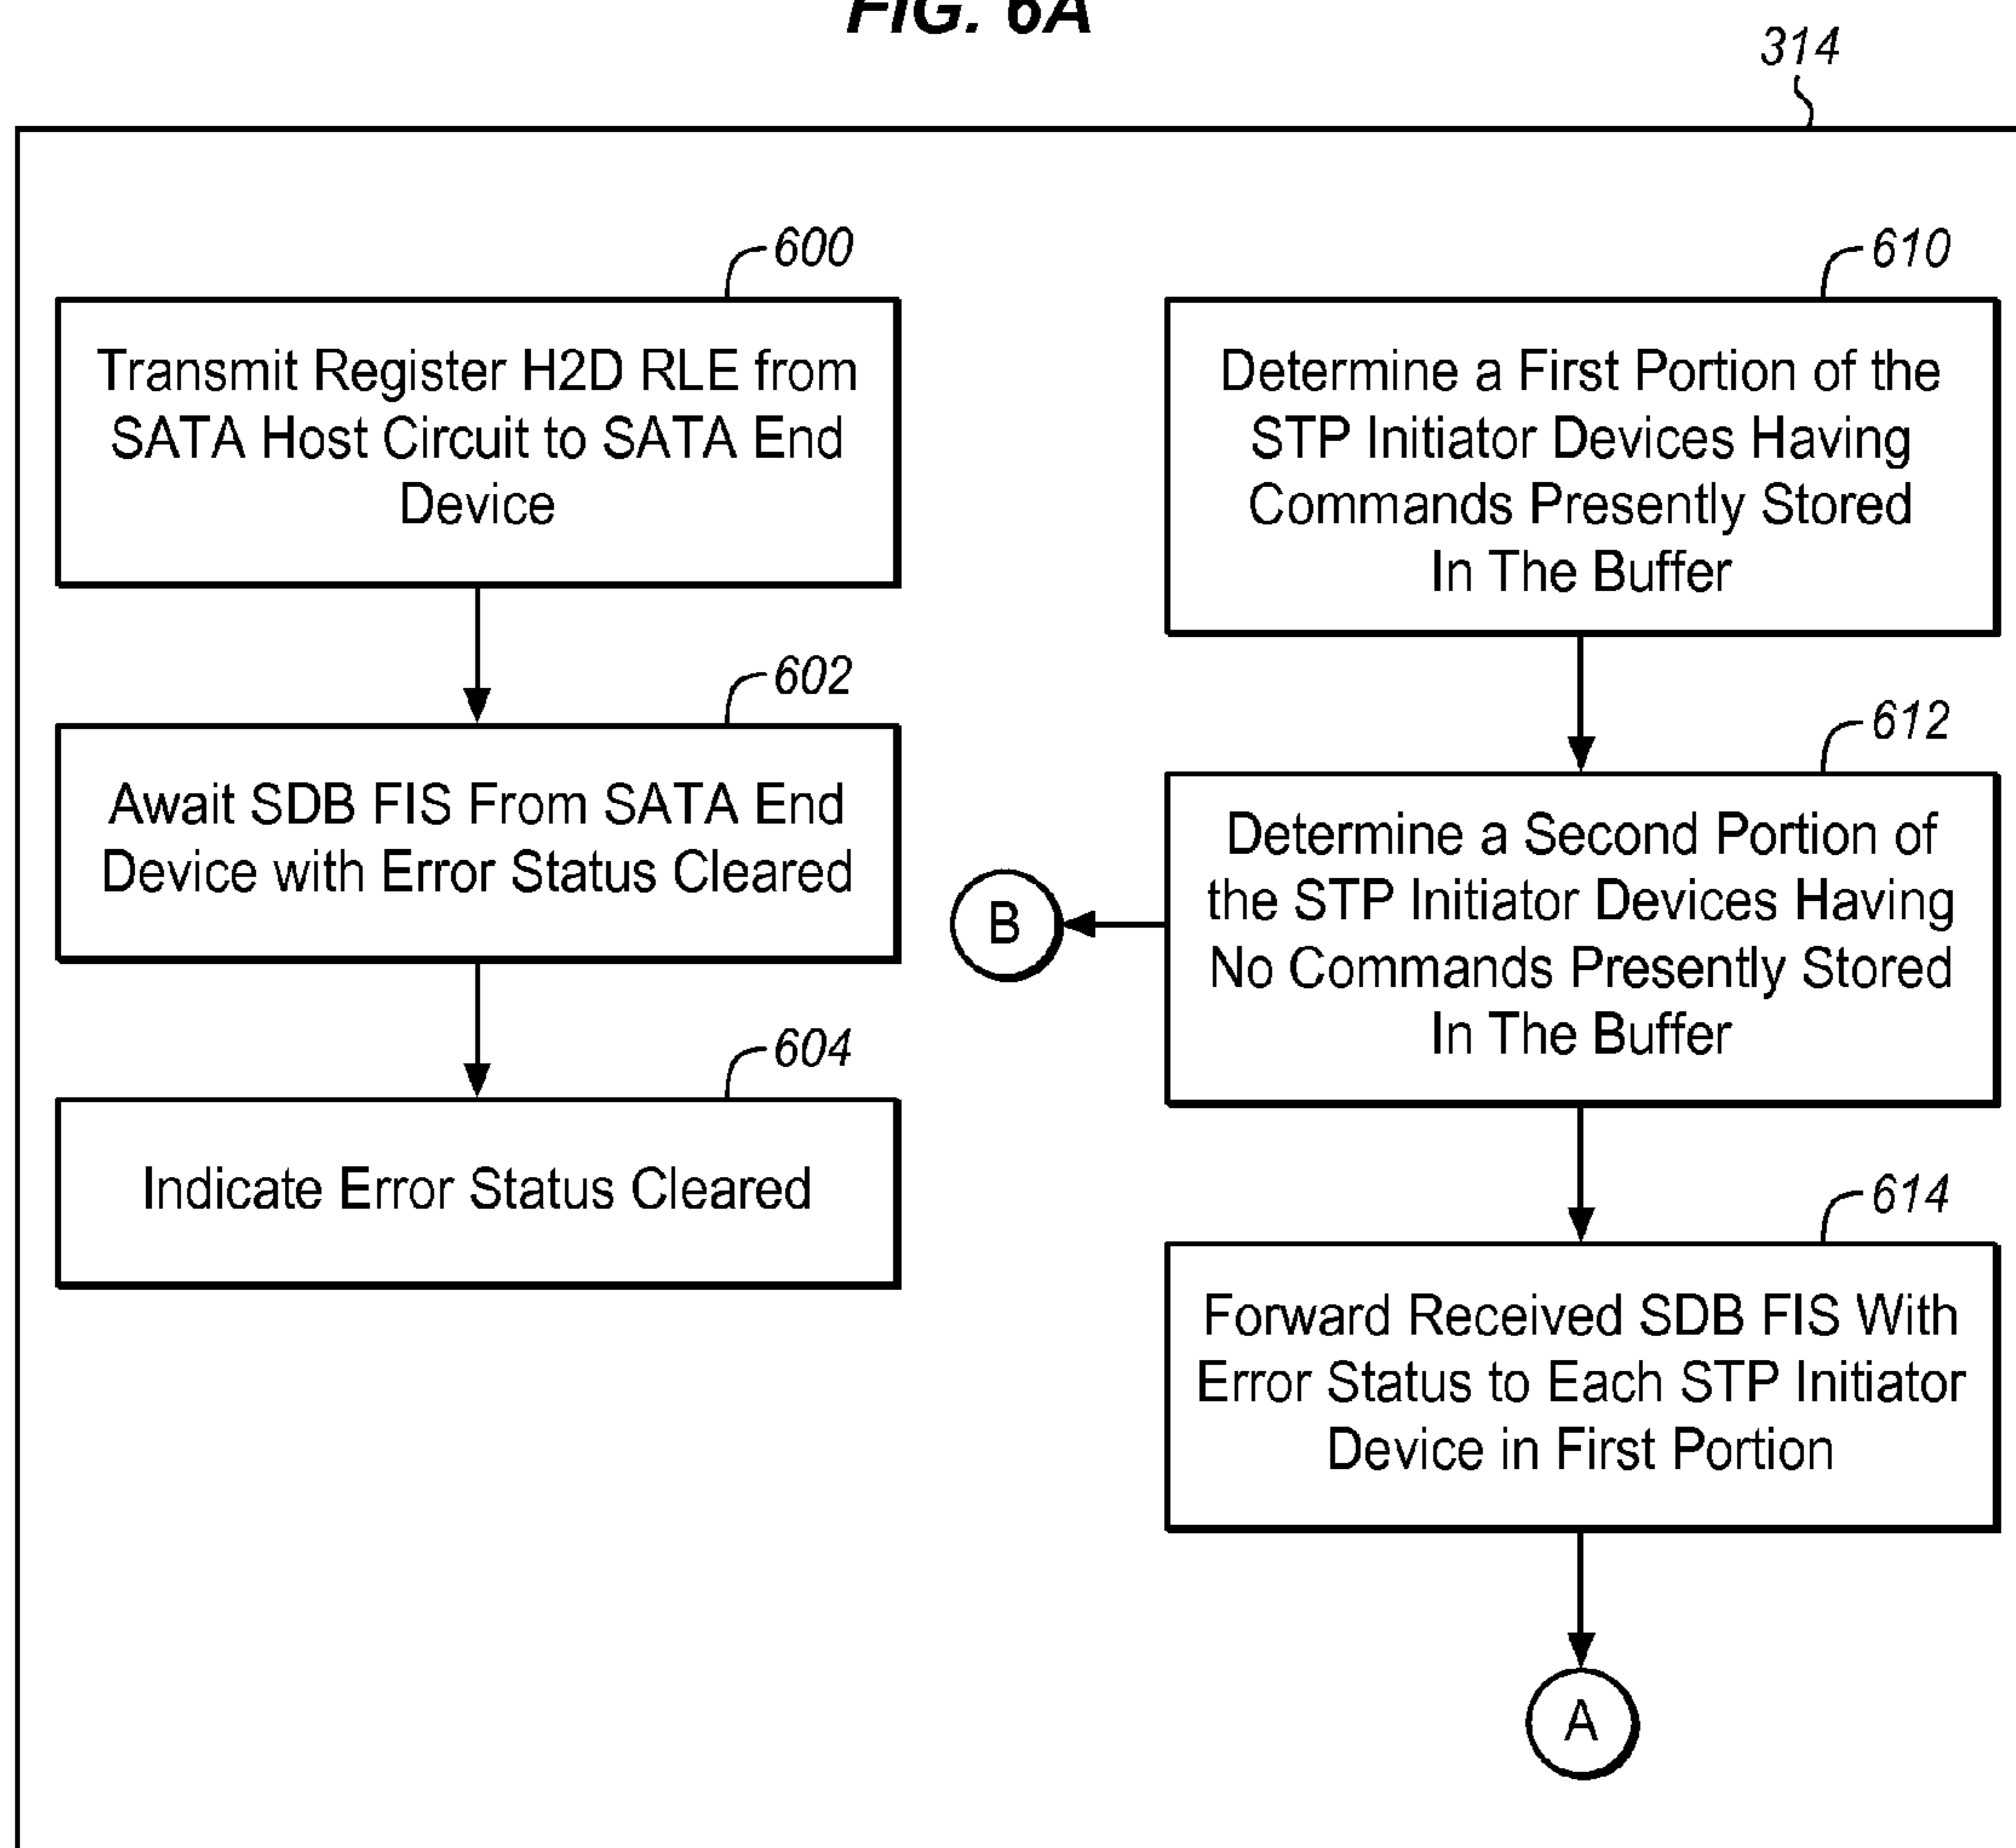 FIG. 6A
314
600
Transmit Register H2D RLE from
SATA Host Circuit to SATA End
Device
602
Await SDB FIS From SATA End
Device with Error Status Cleared
604
Indicate Error Status Cleared
610
Determine a First Portion of the
STP Initiator Devices Having
Commands Presently Stored
In The Buffer
612
Determine a Second Portion of
the STP Initiator Devices Having
No Commands Presently Stored
In The Buffer
B
614
Forward Received SDB FIS With
Error Status to Each STP Initiator
Device in First Portion
A